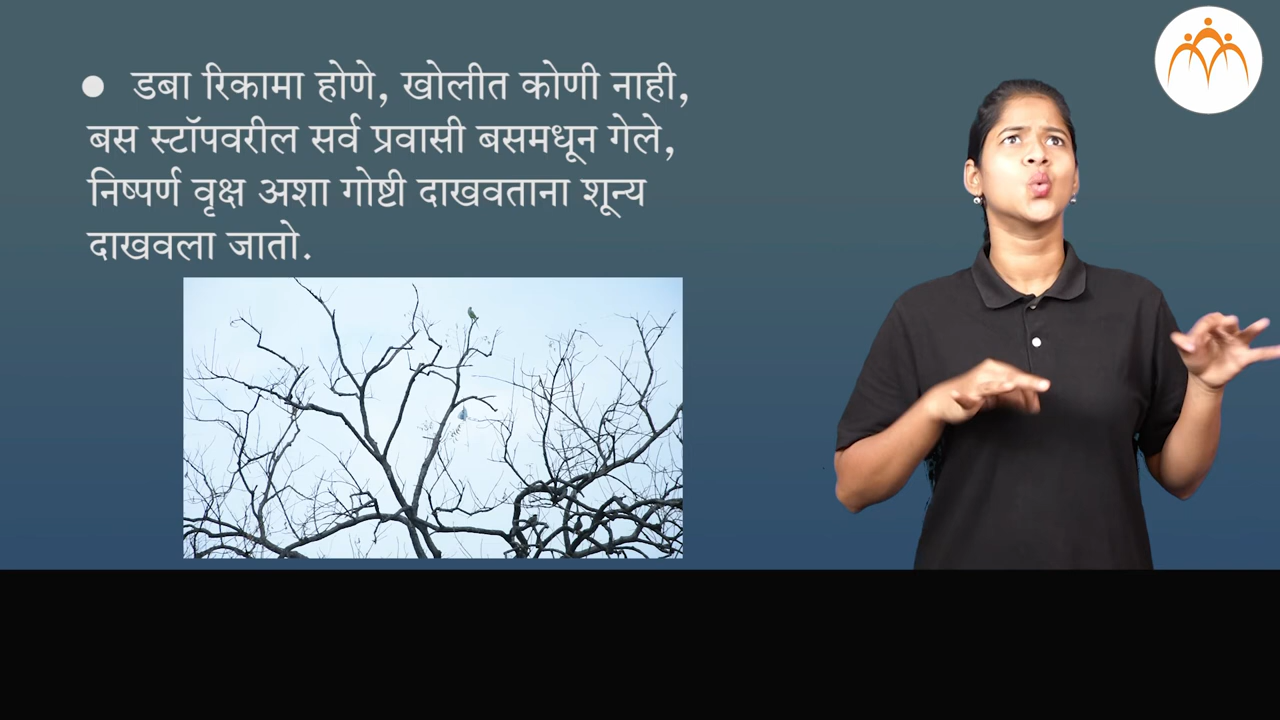 ● डबा रिकामा होणे, खोलीत कोणी नाही,
बस स्टॉपवरील सर्व प्रवासी बसमधून गेले,
निष्पर्ण वृक्ष अशा गोष्टी दाखवताना शून्य
दाखवला जातो.